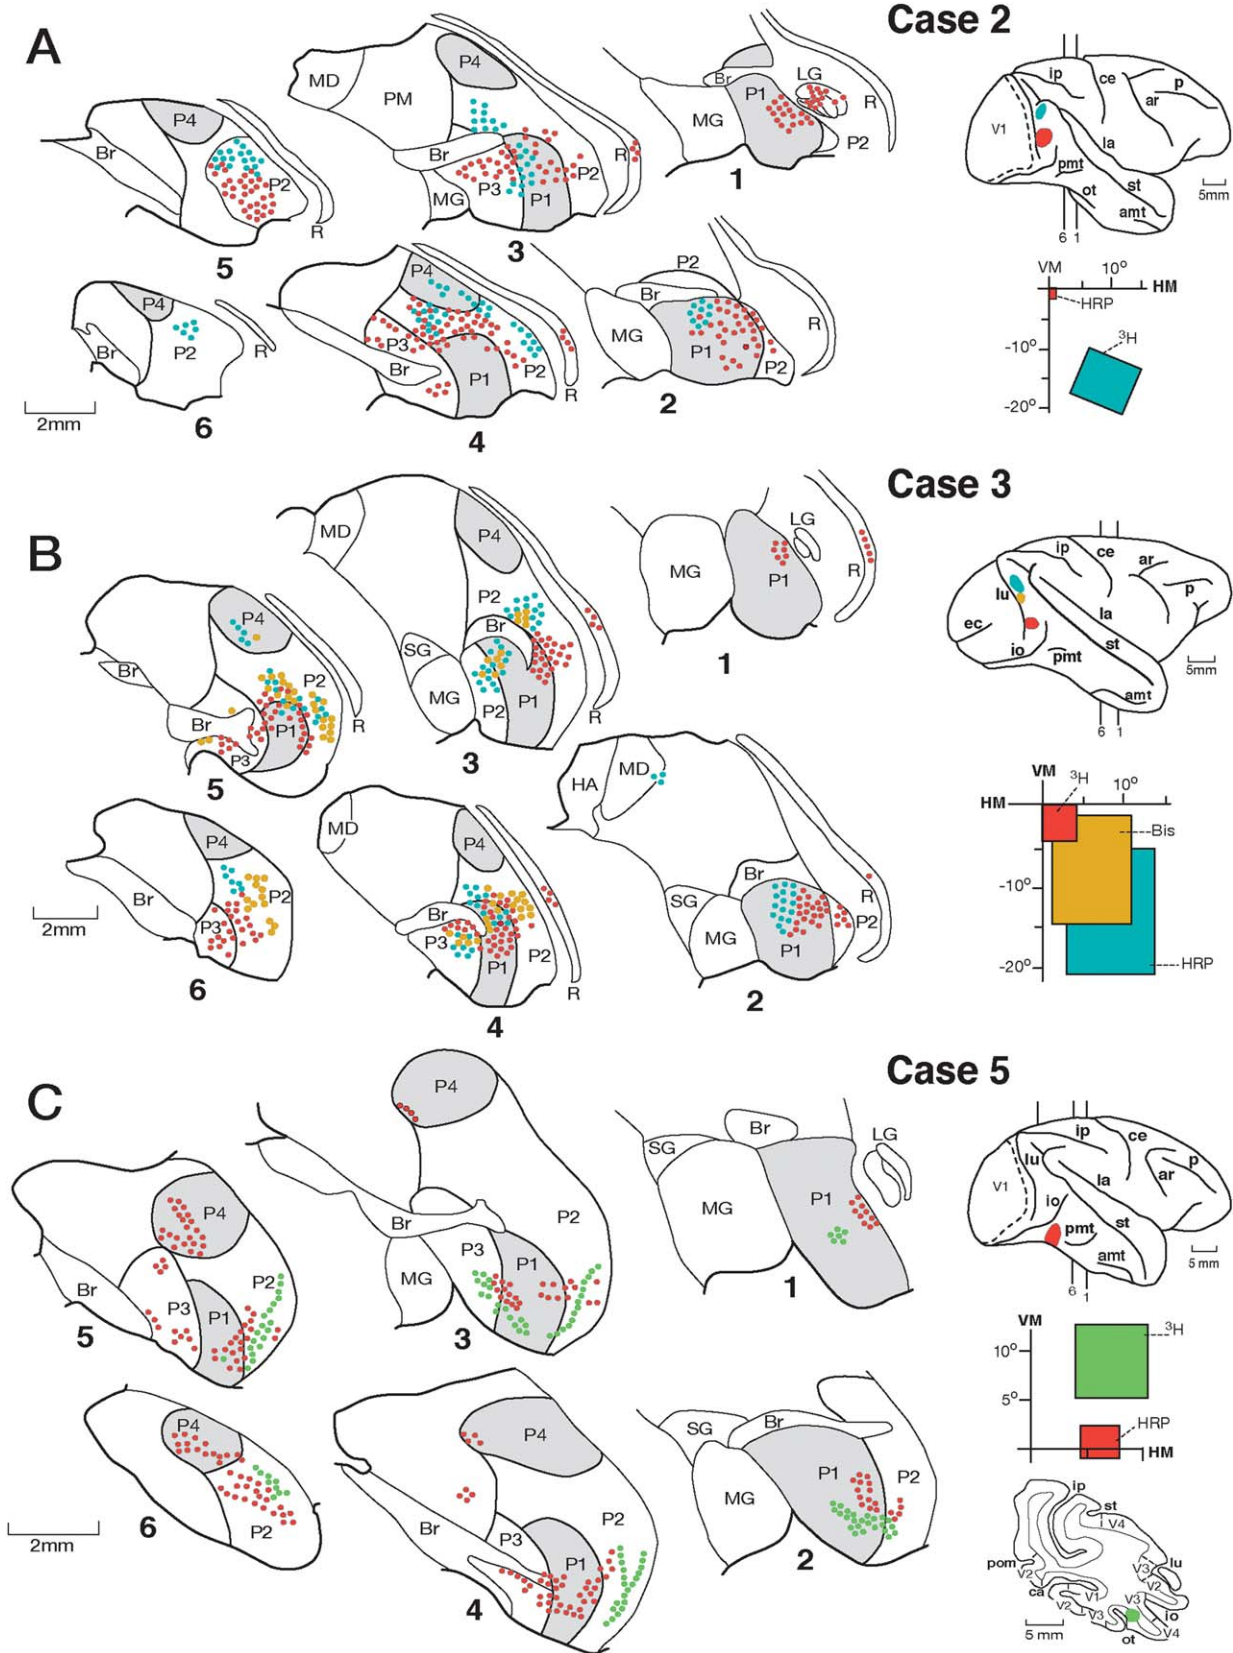 A
Case 2
P4
Br
P2
R
5
MD
PM
P4
Br
MG
P3
P1
P2
R
3
Br
P1
LG
MG
R
P2
1
V1
ip
ce
p
ar
la
pmt
ot
st
amt
6 1
5mm
P4
Br
P2
R
6
2mm
P4
P3
Br
P1
P2
R
4
P2
Br
MG
P1
P2
R
2
VM
10º
HM
HRP
-10º
³H
-20º
B
Case 3
P4
Br
P2
Br
P1
P3
R
5
MD
P4
P2
Br
SG
MG
P2
P1
R
3
MG
P1
LG
R
1
ip
ce
ar
p
lu
la
ec
io
pmt
st
amt
6 1
5mm
P4
Br
P2
P3
6
2mm
MD
P4
Br
P3
P1
P2
R
4
HA
MD
Br
SG
MG
P1
P2
R
2
VM
³H
10º
HM
Bis
-10º
-20º
HRP
C
Case 5
P4
P2
Br
P3
P1
5
P4
P2
Br
P3
MG
P1
3
SG
Br
LG
MG
P1
1
V1
lu
ip
ce
p
la
ar
io
pmt
st
amt
6 1
5 mm
P4
P2
6
2mm
P4
Br
P3
P2
P1
4
SG
Br
P1
P2
MG
2
VM
³H
10º
5º
HRP
HM
ip
st
V4
pom
V2
V3
lu
ca
V1
V2
V2
V3
V3
io
V4
ot
5 mm